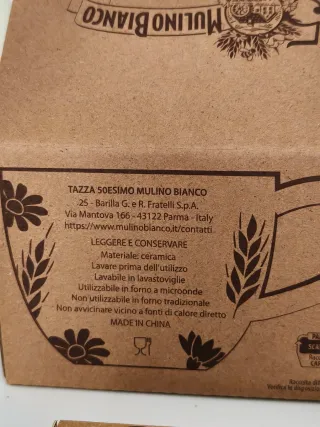 MULINO BIANCO
TAZZA 50ESIMO MULINO BIANCO
25 - Barilla G. e R. Fratelli S.p.A.
Via Mantova 166 - 43122 Parma - Italy
https://www.mulinobianco.it/contatti
LEGGERE E CONSERVARE
Materiale: ceramica
Lavare prima dell'utilizzo
Lavabile in lavastoviglie
Utilizzabile in forno a microonde
Non utilizzabile in forno tradizionale
Non avvicinare vicino a fonti di calore diretto
MADE IN CHINA